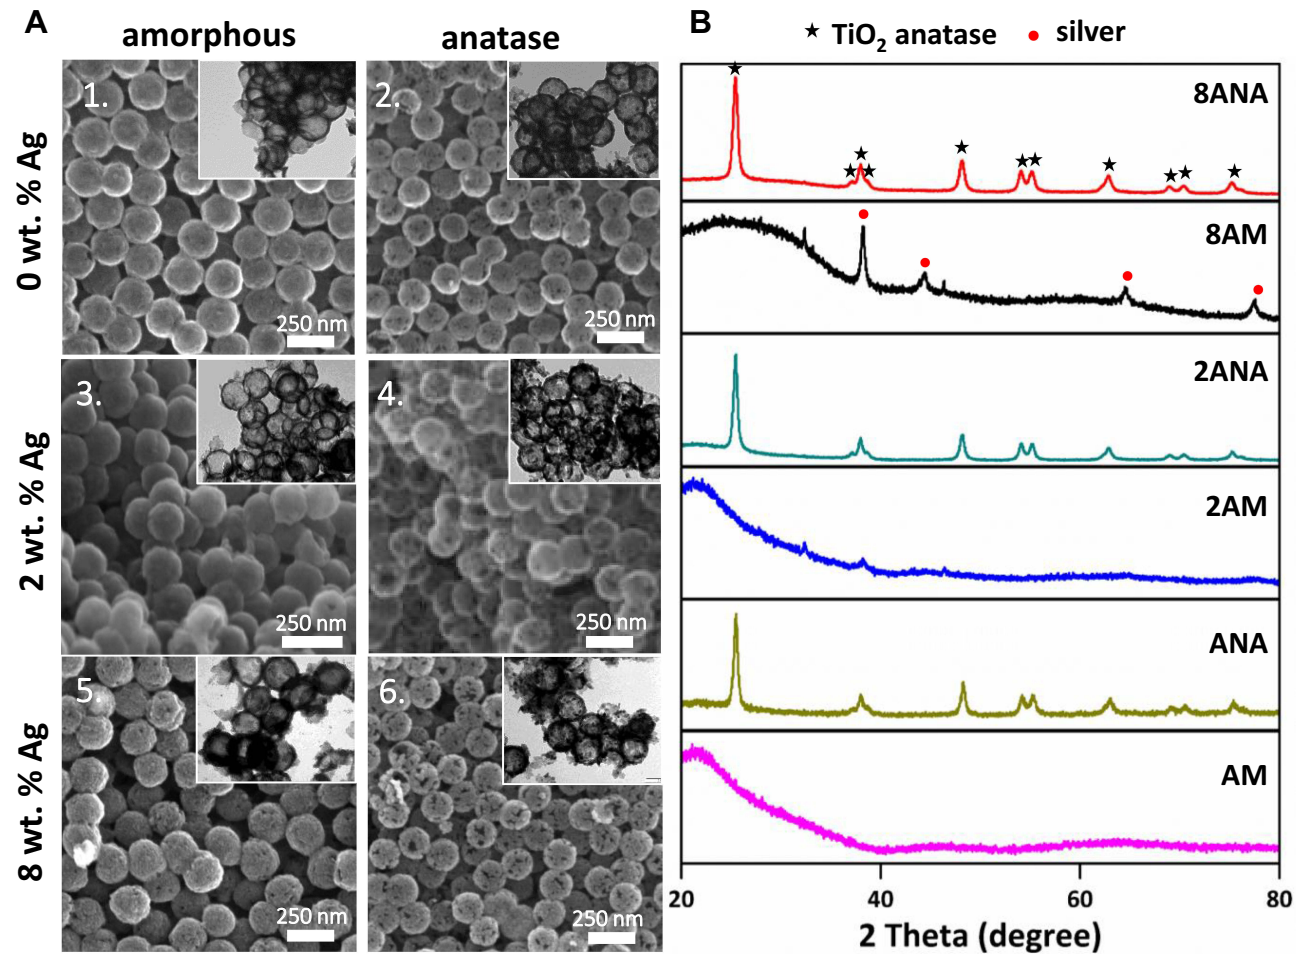 A
amorphous
anatase
0 wt. % Ag
1.
250 nm
2.
250 nm
2 wt. % Ag
3.
250 nm
4.
250 nm
8 wt. % Ag
5.
250 nm
6.
250 nm
B
★ TiO₂ anatase ● silver
8ANA
8AM
2ANA
2AM
ANA
AM
20 40 60 80
2 Theta (degree)